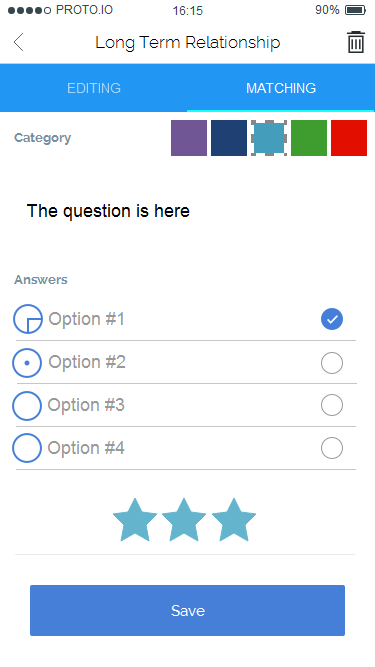 PROTO.IO 16:15 90%
Long Term Relationship
EDITING MATCHING
Category
The question is here
Answers
Option #1
Option #2
Option #3
Option #4
Save